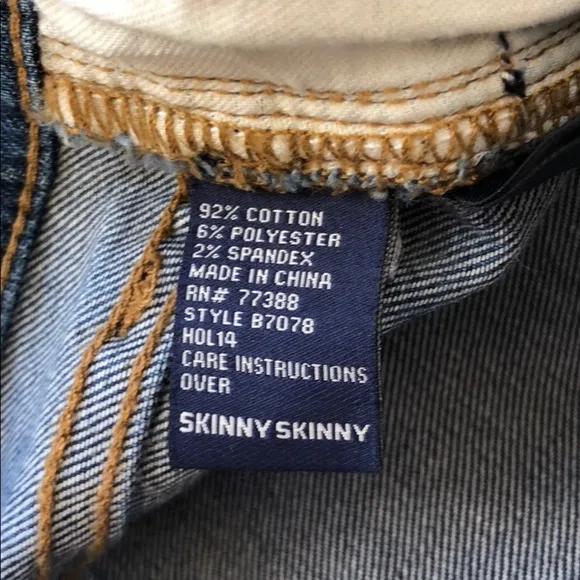 92% COTTON
6% POLYESTER
2% SPANDEX
MADE IN CHINA
RN# 77388
STYLE B7078
HOL14
CARE INSTRUCTIONS
OVER
SKINNY SKINNY